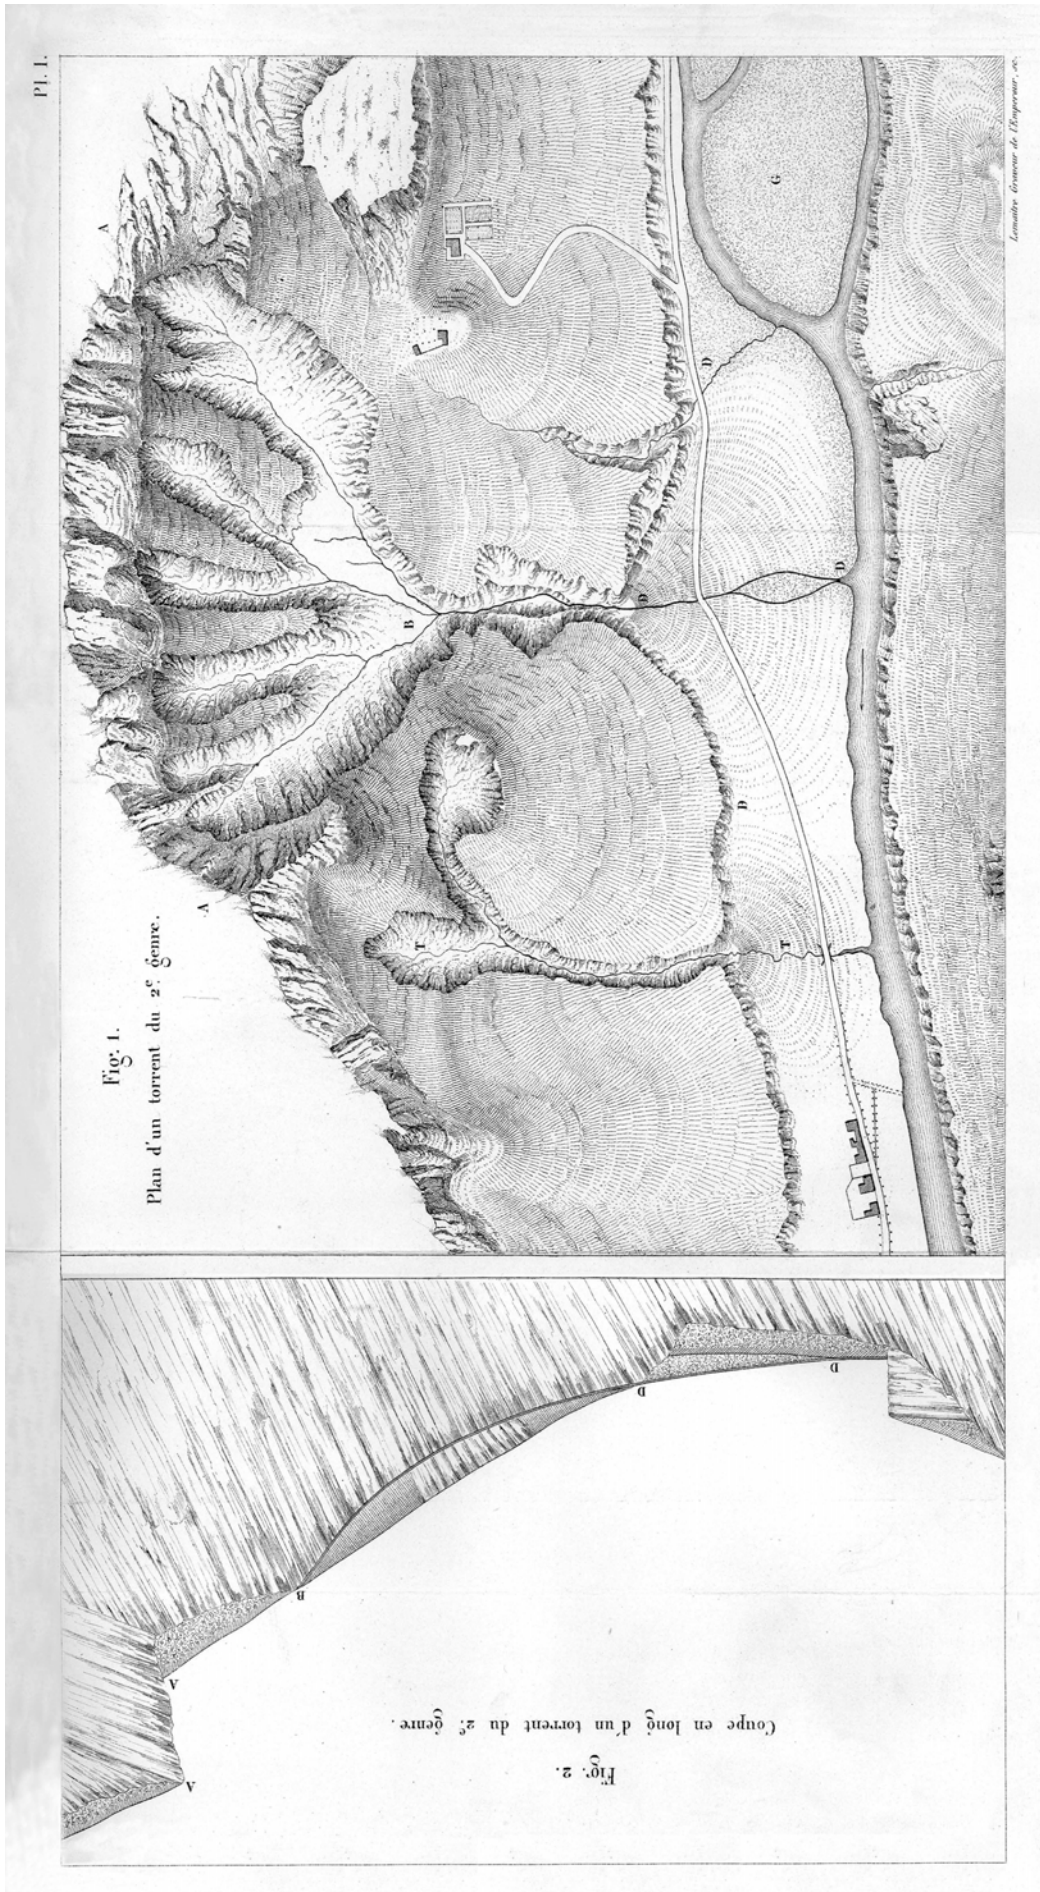 Pl. 1.
Fig. 1.
Plan d'un torrent du 2e. genre.
A
A
B
D
D
D
D
G
T
T
Lemaitre Graveur de l'Empereur, sc.
Fig. 2.
Coupe en long d'un torrent du 2e. genre.
A
A
B
D
D